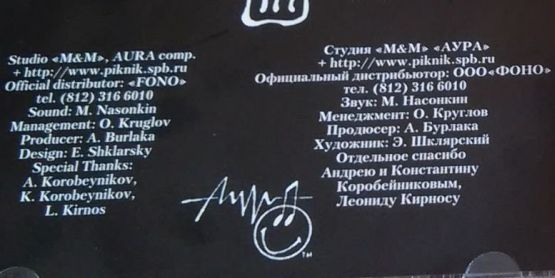 Studio «M&M», AURA comp.
+ http://www.piknik.spb.ru
Official distributor: «FONO»
tel. (812) 316 6010
Sound: M. Nasonkin
Management: O. Kruglov
Producer: A. Burlaka
Design: E. Shklarsky
Special Thanks:
A. Korobeynikov,
K. Korobeynikov,
L. Kirnos
Студия «М&М» «АУРА»
+ http://www.piknik.spb.ru
Официальный дистрибьютор: ООО«ФОНО»
тел. (812) 316 6010
Звук: М. Насонкин
Менеджмент: О. Круглов
Продюсер: А. Бурлака
Художник: Э. Шклярский
Отдельное спасибо
Андрею и Константину
Коробейниковым,
Леониду Кирносу
Аура
TM